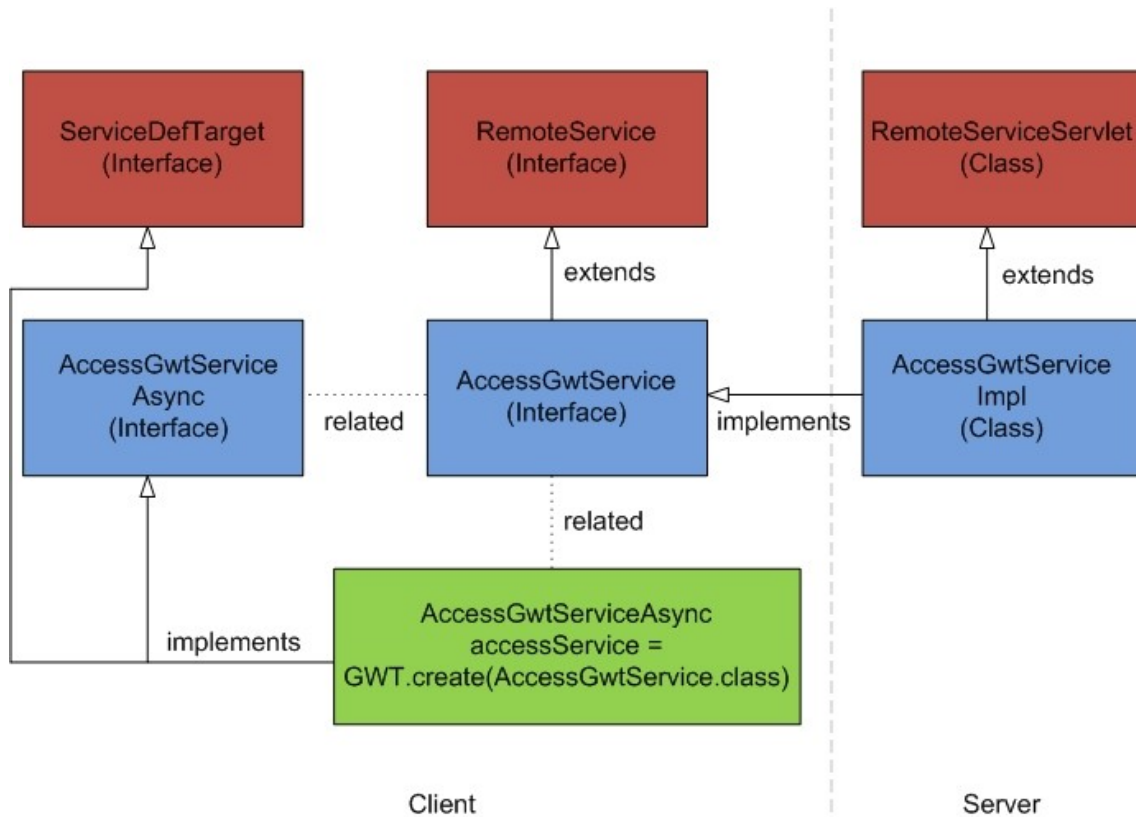 ServiceDefTarget
(Interface)
RemoteService
(Interface)
RemoteServiceServlet
(Class)
extends
extends
AccessGwtService
Async
(Interface)
related
AccessGwtService
(Interface)
implements
AccessGwtService
Impl
(Class)
related
implements
AccessGwtServiceAsync
accessService =
GWT.create(AccessGwtService.class)
Client
Server